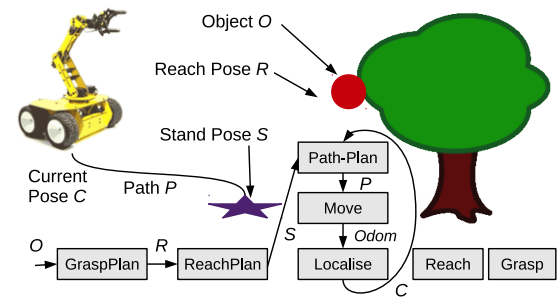 Object O
Reach Pose R
Stand Pose S
Current
Pose C
Path P
Path-Plan
P
Move
S
Odom
O
R
GraspPlan
ReachPlan
Localise
Reach
Grasp
C